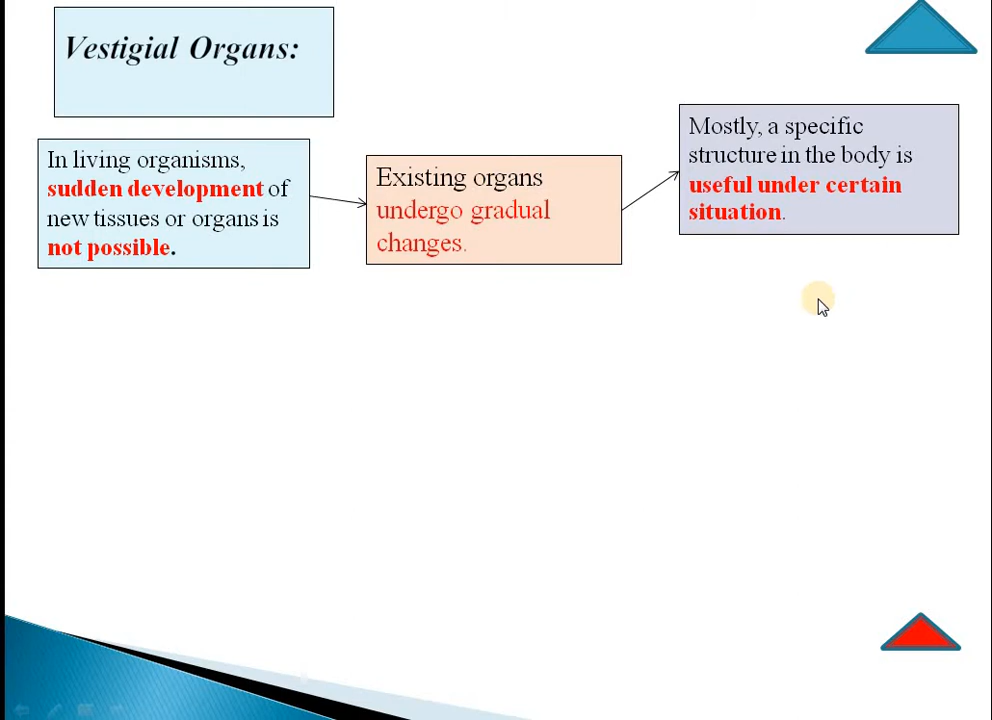 Vestigial Organs:
In living organisms,
sudden development of
new tissues or organs is
not possible.
Existing organs
undergo gradual
changes.
Mostly, a specific
structure in the body is
useful under certain
situation.